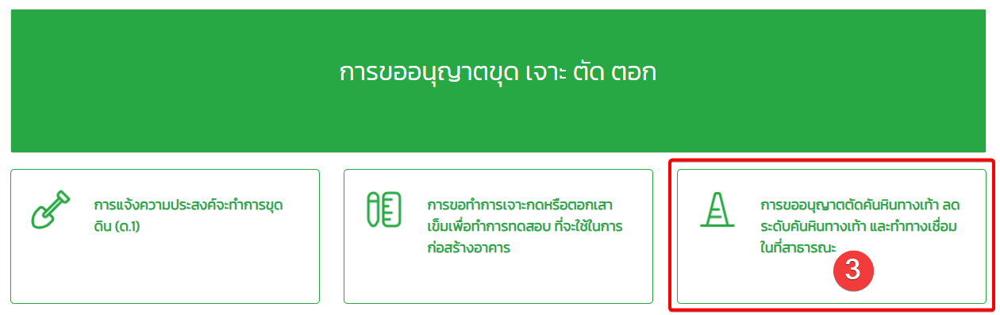 การขออนุญาตขุด เจาะ ตัด ตอก
การแจ้งความประสงค์จะทำการขุด
ดิน (ด.1)
การขอทำการเจาะกดหรือตอกเสา
เข็มเพื่อทำการทดสอบ ที่จะใช้ในการ
ก่อสร้างอาคาร
การขออนุญาตตัดคันหินทางเท้า ลด
ระดับคันหินทางเท้า และทำทางเชื่อม
ในที่สาธารณะ
3